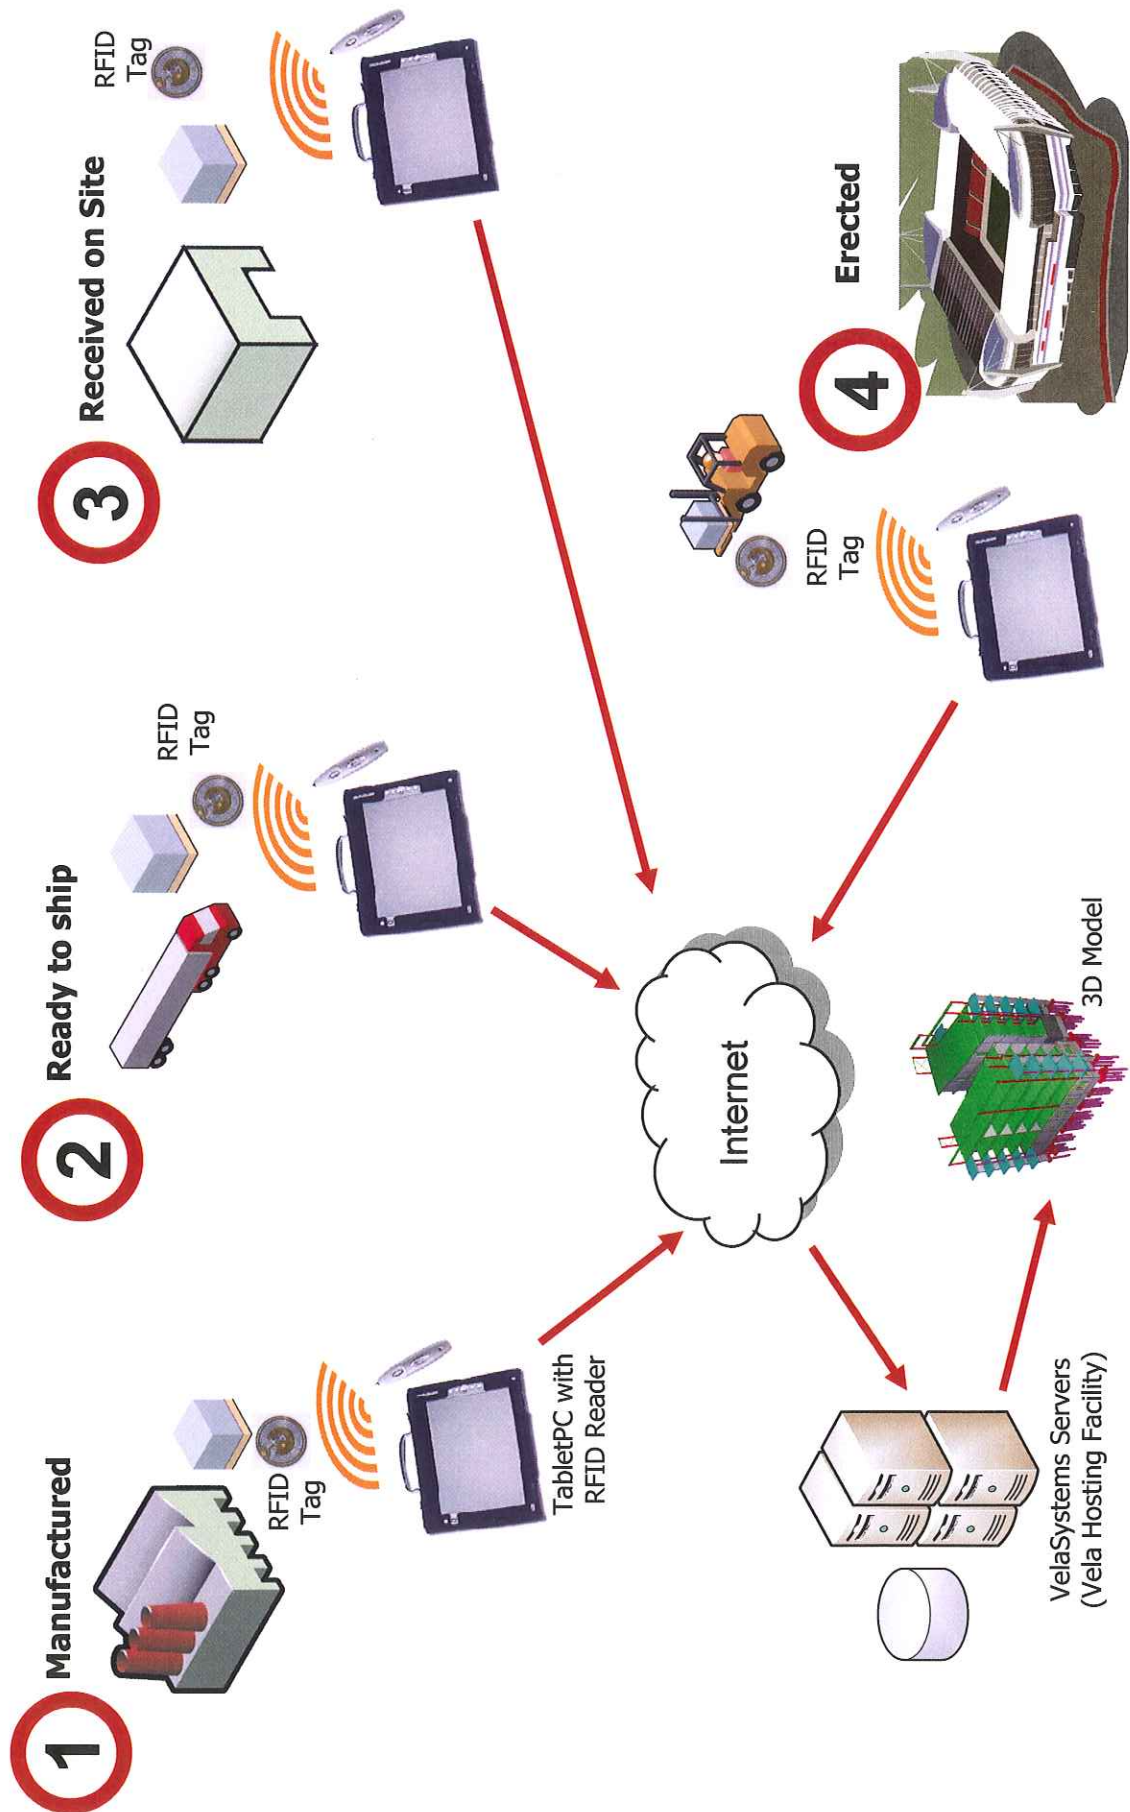 1
Manufactured
RFID
Tag
TabletPC with
RFID Reader
2
Ready to ship
RFID
Tag
3
Received on Site
RFID
Tag
4
Erected
RFID
Tag
Internet
VelaSystems Servers
(Vela Hosting Facility)
3D Model